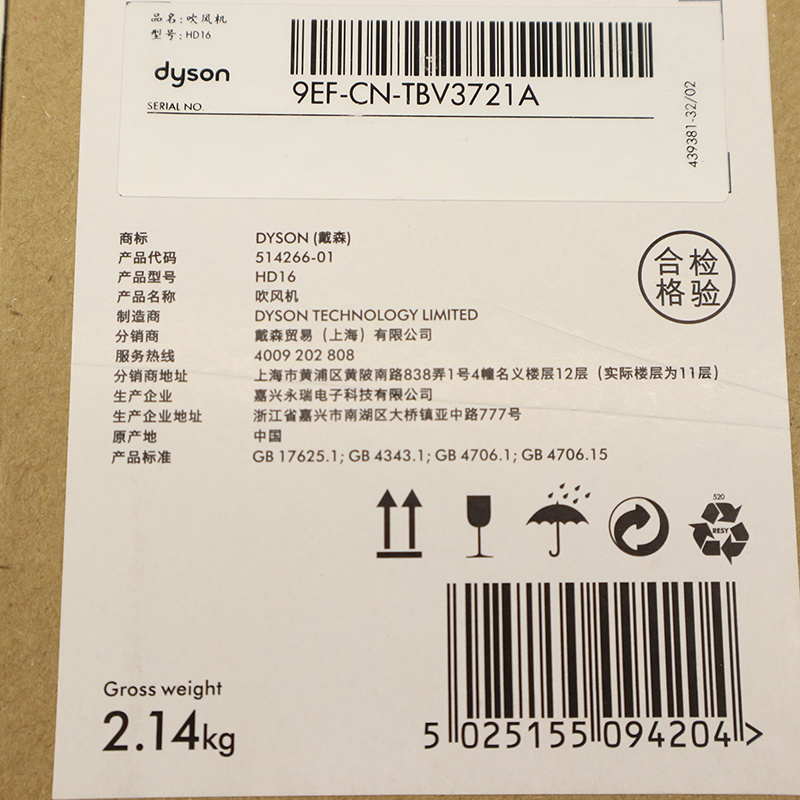 品名：吹风机
型号：HD16
dyson
9EF-CN-TBV3721A
SERIAL NO.
439381-32/02
商标 DYSON (戴森)
产品代码 514266-01
产品型号 HD16
产品名称 吹风机
制造商 DYSON TECHNOLOGY LIMITED
分销商 戴森贸易（上海）有限公司
服务热线 4009 202 808
分销商地址 上海市黄浦区黄陂南路838弄1号4幢名义楼层12层（实际楼层为11层）
生产企业 嘉兴永瑞电子科技有限公司
生产企业地址 浙江省嘉兴市南湖区大桥镇亚中路777号
原产地 中国
产品标准 GB 17625.1; GB 4343.1; GB 4706.1; GB 4706.15
合检
格验
520
RESY
Gross weight
2.14kg
5 025155 094204 >